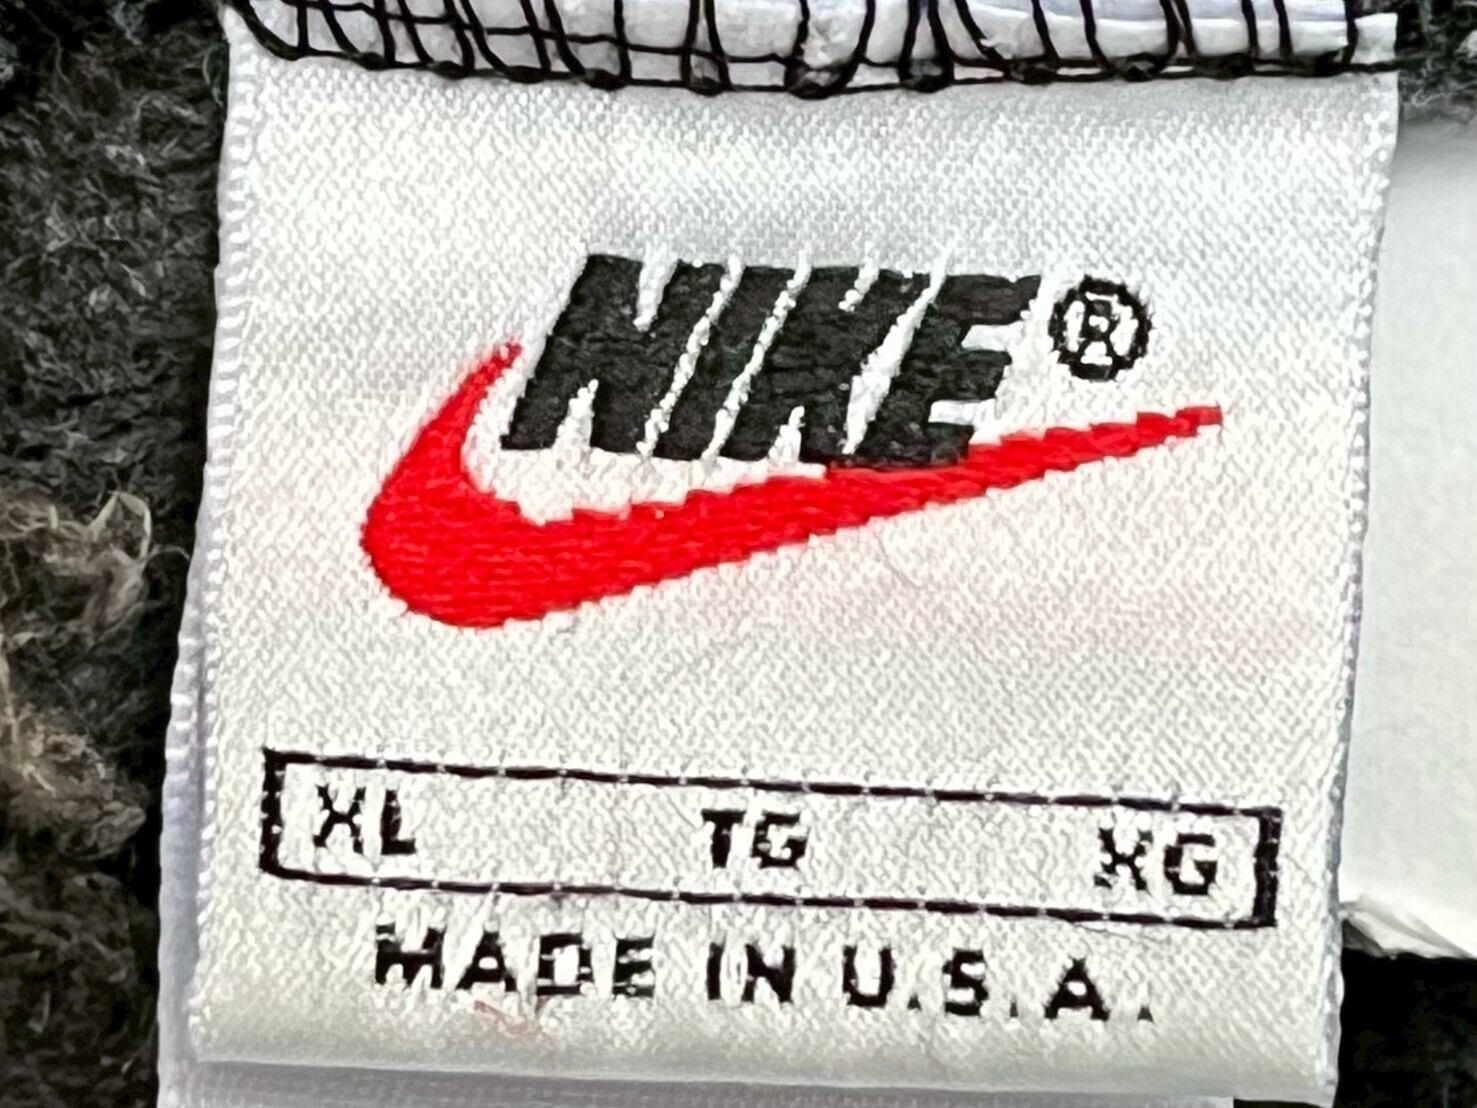 NIKE®
XL TG XG
MADE IN U.S.A.